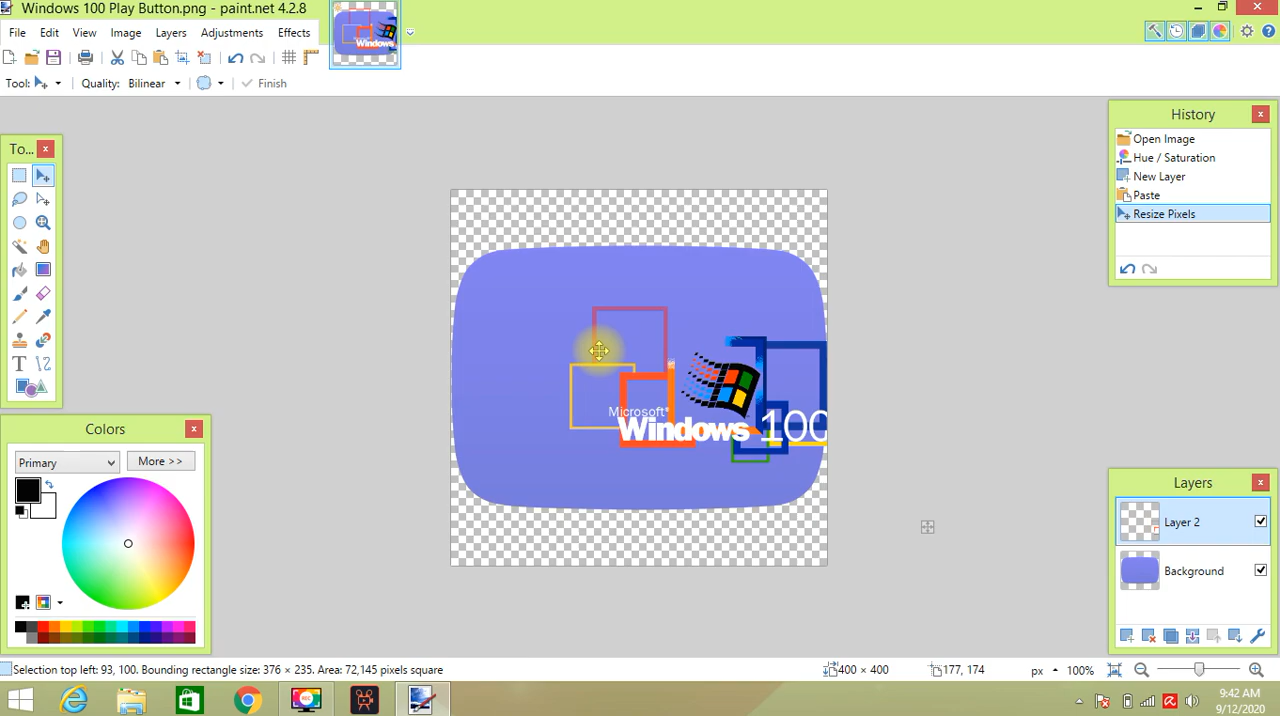 Windows 100 Play Button.png - paint.net 4.2.8
File Edit View Image Layers Adjustments Effects
Tool: Quality: Bilinear Finish
To...
History
Open Image
Hue / Saturation
New Layer
Paste
Resize Pixels
Microsoft®
Windows 100
Colors
Primary
More >>
Layers
Layer 2
Background
Selection top left: 93, 100. Bounding rectangle size: 376 × 235. Area: 72,145 pixels square
400 × 400
177, 174
px
100%
REC
9:42 AM
9/12/2020